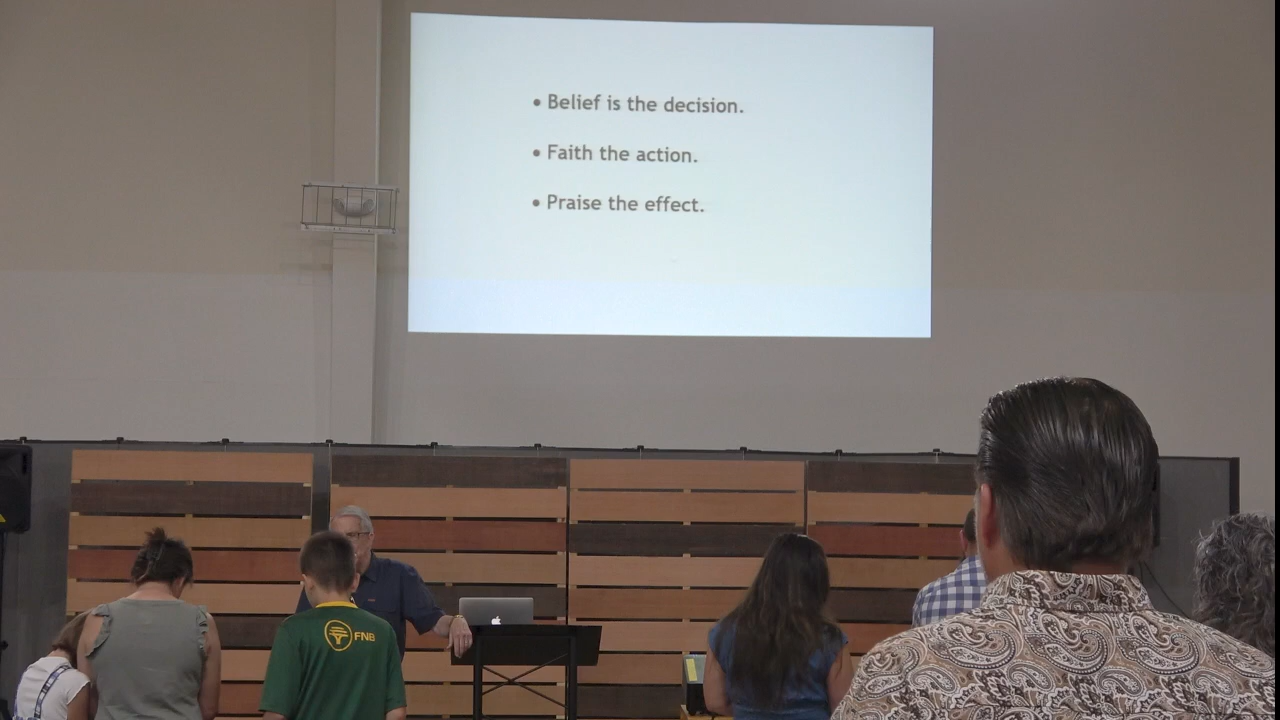 • Belief is the decision.
• Faith the action.
• Praise the effect.
FNB